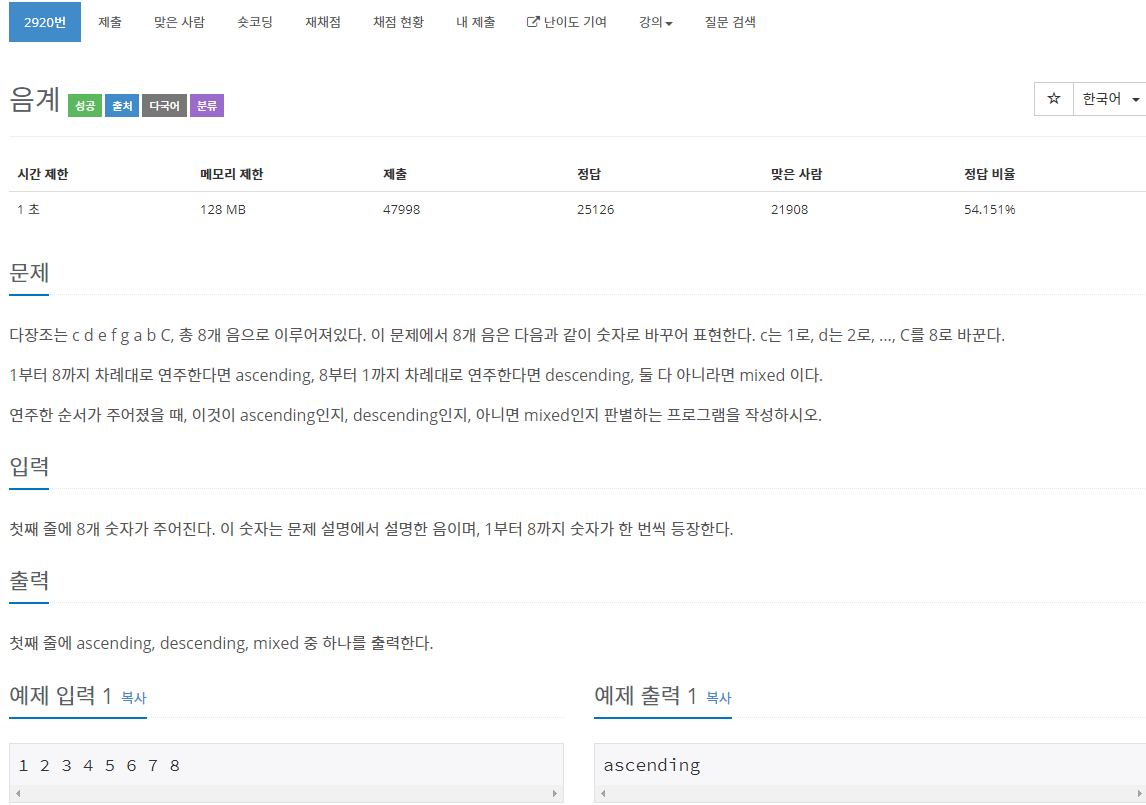 2920번 제출 맞은 사람 숏코딩 재채점 채점 현황 내 제출 난이도 기여 강의 질문 검색
음계 성공 출처 다국어 분류 한국어
시간 제한 메모리 제한 제출 정답 맞은 사람 정답 비율
1 초 128 MB 47998 25126 21908 54.151%
문제
다장조는 c d e f g a b C, 총 8개 음으로 이루어져있다. 이 문제에서 8개 음은 다음과 같이 숫자로 바꾸어 표현한다. c는 1로, d는 2로, ..., C를 8로 바꾼다.
1부터 8까지 차례대로 연주한다면 ascending, 8부터 1까지 차례대로 연주한다면 descending, 둘 다 아니라면 mixed 이다.
연주한 순서가 주어졌을 때, 이것이 ascending인지, descending인지, 아니면 mixed인지 판별하는 프로그램을 작성하시오.
입력
첫째 줄에 8개 숫자가 주어진다. 이 숫자는 문제 설명에서 설명한 음이며, 1부터 8까지 숫자가 한 번씩 등장한다.
출력
첫째 줄에 ascending, descending, mixed 중 하나를 출력한다.
예제 입력 1 복사 예제 출력 1 복사
1 2 3 4 5 6 7 8 ascending